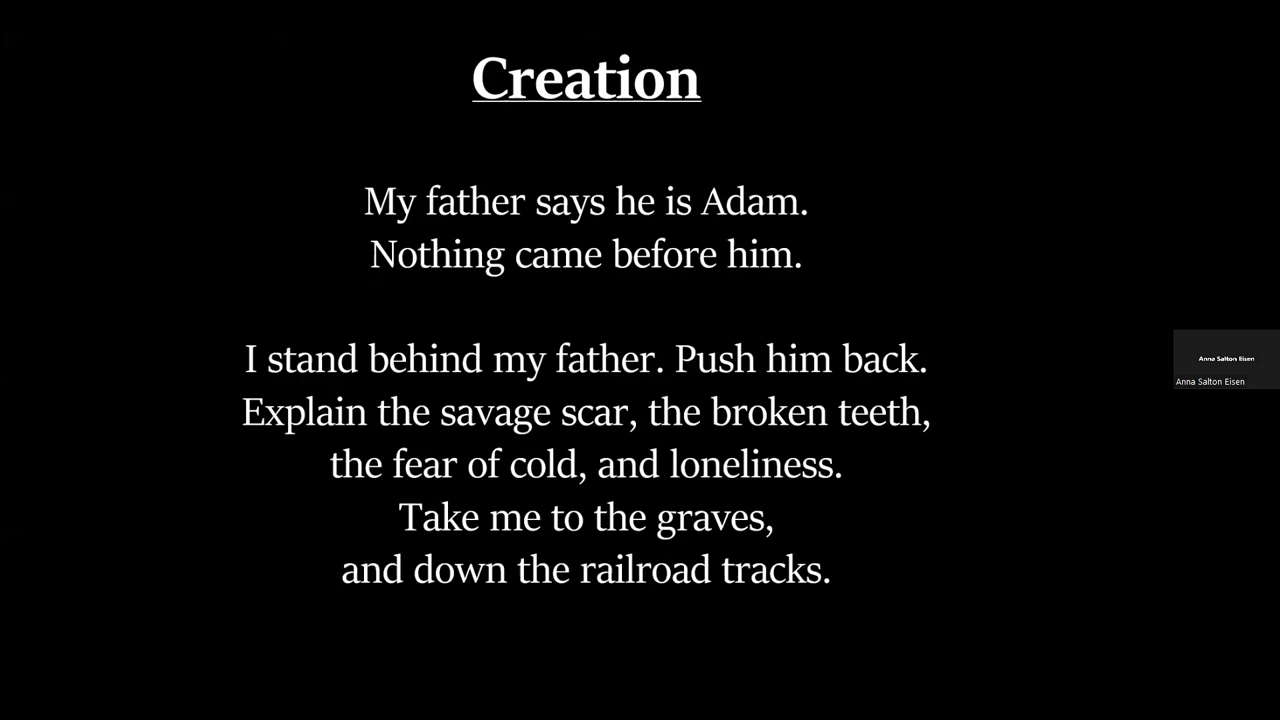 Creation
My father says he is Adam.
Nothing came before him.
I stand behind my father. Push him back.
Explain the savage scar, the broken teeth,
the fear of cold, and loneliness.
Take me to the graves,
and down the railroad tracks.
Anna Salton Eisen
Anna Salton Eisen